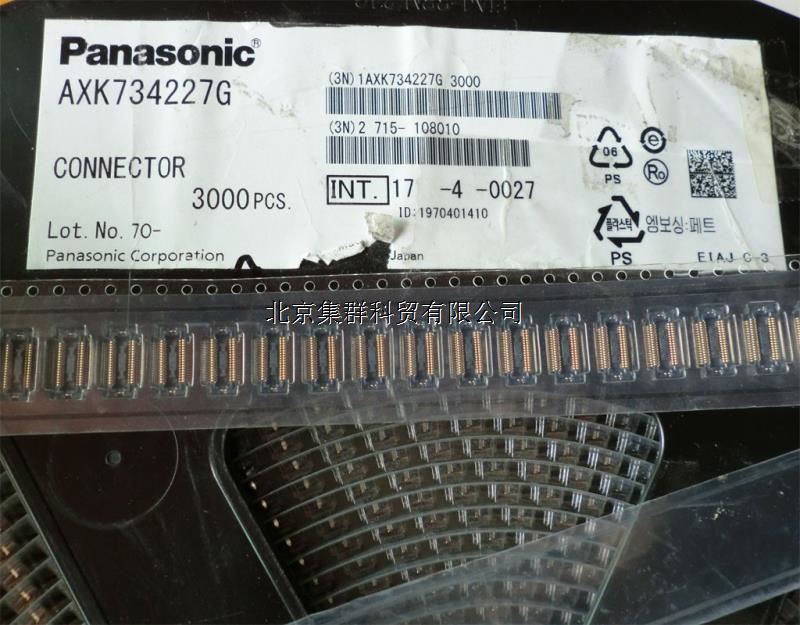 Panasonic®
AXK734227G
CONNECTOR
3000PCS.
Lot. No. 70-
Panasonic Corporation
(3N)1AXK734227G 3000
(3N)2 715- 108010
INT. 17 -4 -0027
ID:1970401410
Japan
06
PS
e
Ro
플라스틱
PS
엠보싱:페트
EIAJ C-3
北京集群科贸有限公司